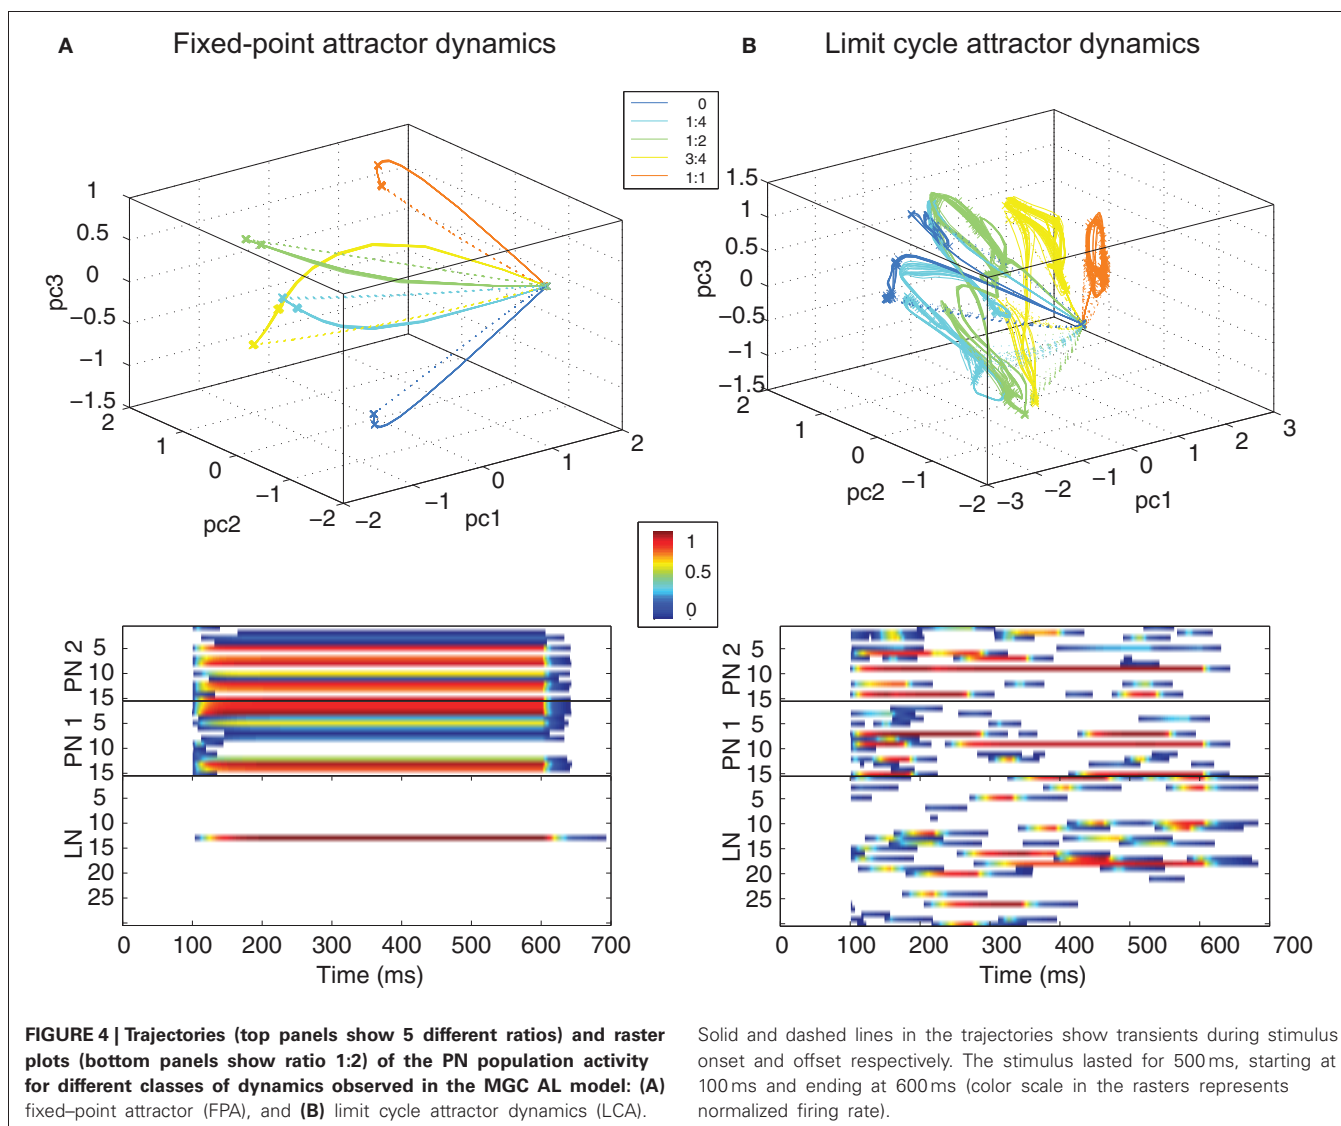 A Fixed-point attractor dynamics
B Limit cycle attractor dynamics
0
1:4
1:2
3:4
1:1
1
0.5
0
−0.5
−1
−1.5
pc3
2
1
0
−1
−2
pc2
−2
−1
0
1
2
pc1
1.5
1
0.5
0
−0.5
−1
−1.5
pc3
2
1
0
−1
−2
pc2
−3
−2
−1
0
1
2
3
pc1
1
0.5
0
PN 2
5
10
15
PN 1
5
10
15
LN
5
10
15
20
25
0 100 200 300 400 500 600 700
Time (ms)
PN 2
5
10
15
PN 1
5
10
15
LN
5
10
15
20
25
0 100 200 300 400 500 600 700
Time (ms)
FIGURE 4 | Trajectories (top panels show 5 different ratios) and raster
plots (bottom panels show ratio 1:2) of the PN population activity
for different classes of dynamics observed in the MGC AL model: (A)
fixed–point attractor (FPA), and (B) limit cycle attractor dynamics (LCA).
Solid and dashed lines in the trajectories show transients during stimulus
onset and offset respectively. The stimulus lasted for 500 ms, starting at
100 ms and ending at 600 ms (color scale in the rasters represents
normalized firing rate).